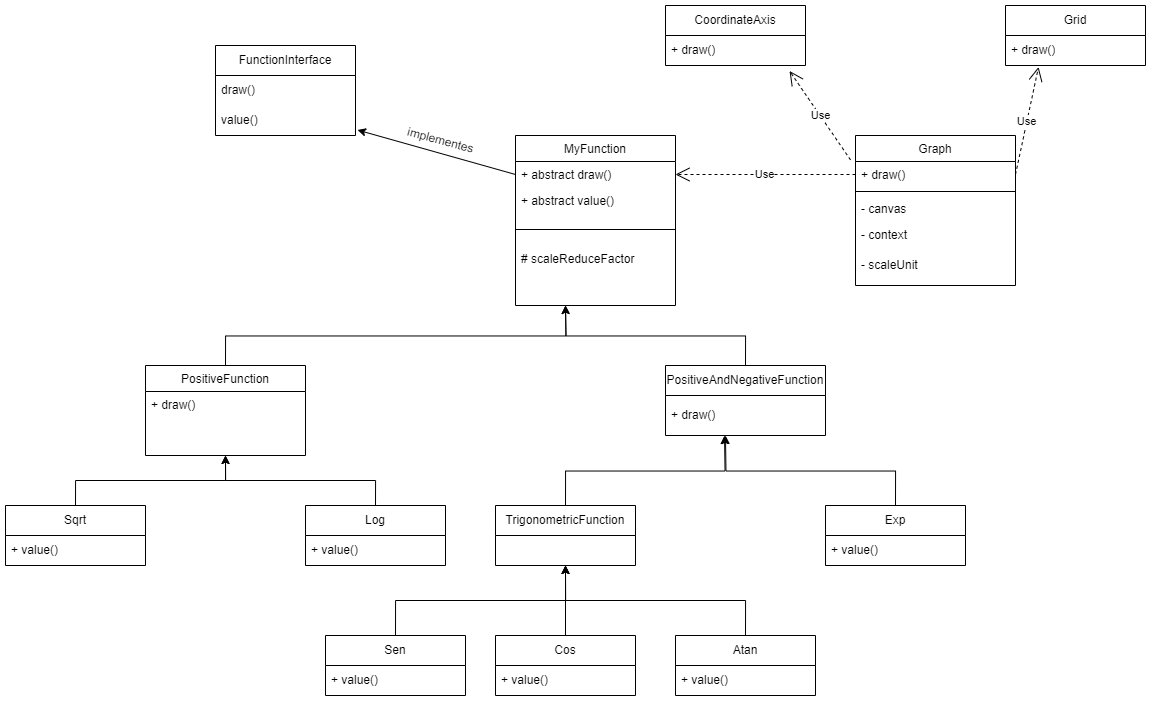 CoordinateAxis
+ draw()
Grid
+ draw()
FunctionInterface
draw()
value()
implementes
Use
Use
MyFunction
+ abstract draw()
+ abstract value()
# scaleReduceFactor
Use
Graph
+ draw()
- canvas
- context
- scaleUnit
PositiveFunction
+ draw()
PositiveAndNegativeFunction
+ draw()
Sqrt
+ value()
Log
+ value()
TrigonometricFunction
Exp
+ value()
Sen
+ value()
Cos
+ value()
Atan
+ value()